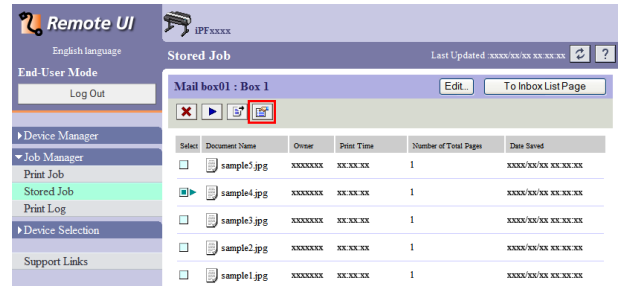 Remote UI
iPFxxxx
English language
Stored Job
Last Updated :xxxx/xx/xx xx:xx:xx
?
End-User Mode
Log Out
Mail box01 : Box 1
Edit...
To Inbox List Page
Device Manager
Job Manager
Print Job
Stored Job
Print Log
Device Selection
Support Links
Select Document Name Owner Print Time Number of Total Pages Date Saved
sample5.jpg xxxxxxx xx:xx:xx 1 xxxx/xx/xx xx:xx:xx
sample4.jpg xxxxxxx xx:xx:xx 1 xxxx/xx/xx xx:xx:xx
sample3.jpg xxxxxxx xx:xx:xx 1 xxxx/xx/xx xx:xx:xx
sample2.jpg xxxxxxx xx:xx:xx 1 xxxx/xx/xx xx:xx:xx
sample1.jpg xxxxxxx xx:xx:xx 1 xxxx/xx/xx xx:xx:xx